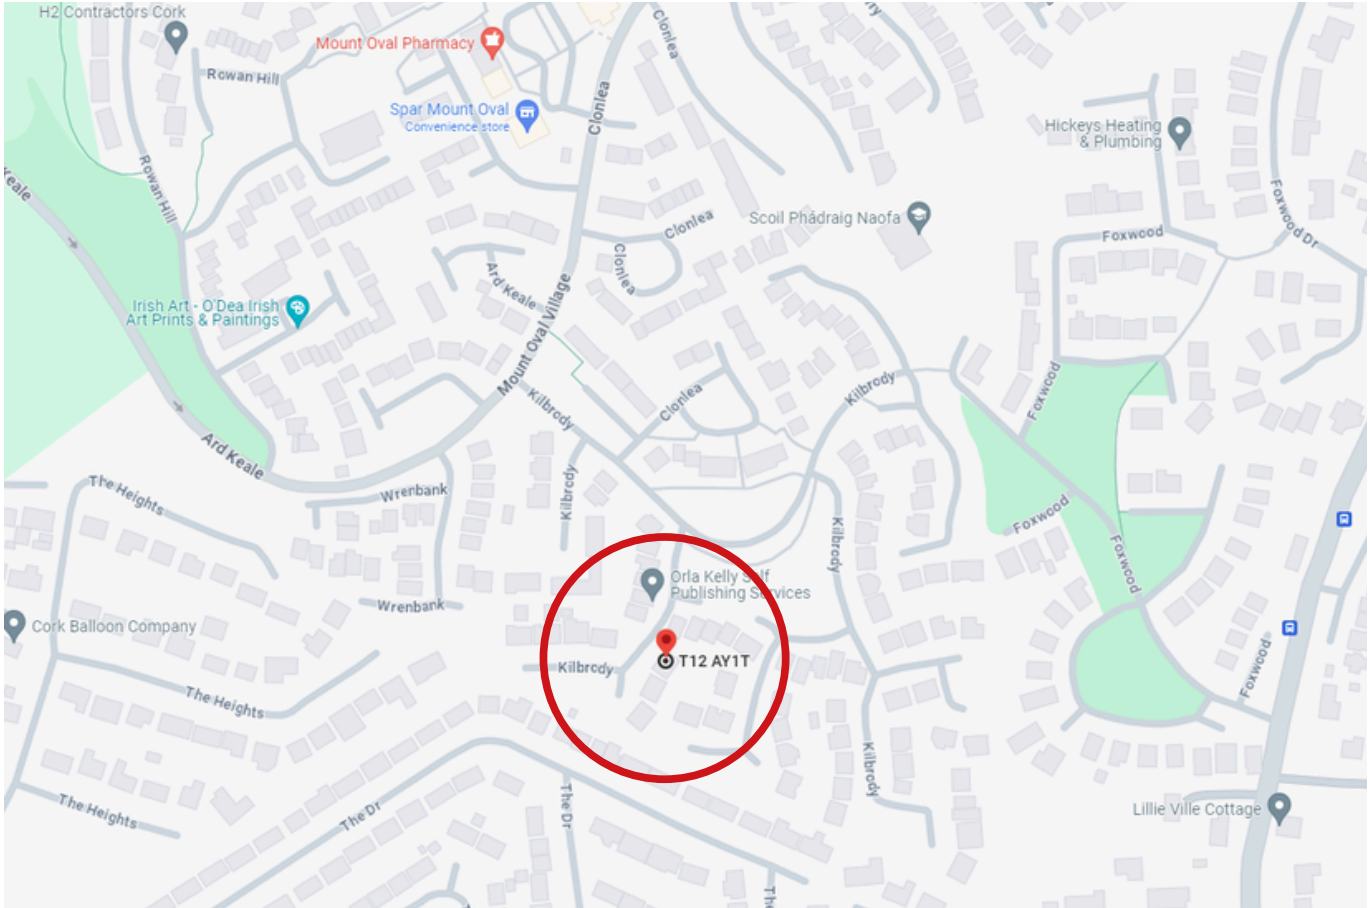 H2 Contractors Cork
Mount Oval Pharmacy
Rowan Hill
Spar Mount Oval
Convenience store
Clonlea
Clonlea
Hickeys Heating
& Plumbing
Rowan Hill
Keale
Foxwood Dr
Scoil Phádraig Naofa
Clonlea
Foxwood
Clonlea
Ard Keale
Irish Art - O'Dea Irish
Art Prints & Paintings
Mount Oval Village
Kilbrody
Clonlea
Kilbrody
Foxwood
Ard Keale
The Heights
Wrenbank
Kilbrody
Kilbrody
Foxwood
Foxwood
Orla Kelly Self
Publishing Services
Wrenbank
Cork Balloon Company
T12 AY1T
Kilbrody
Foxwood
The Heights
Kilbrody
The Heights
The Dr
The Dr
Lillie Ville Cottage
The